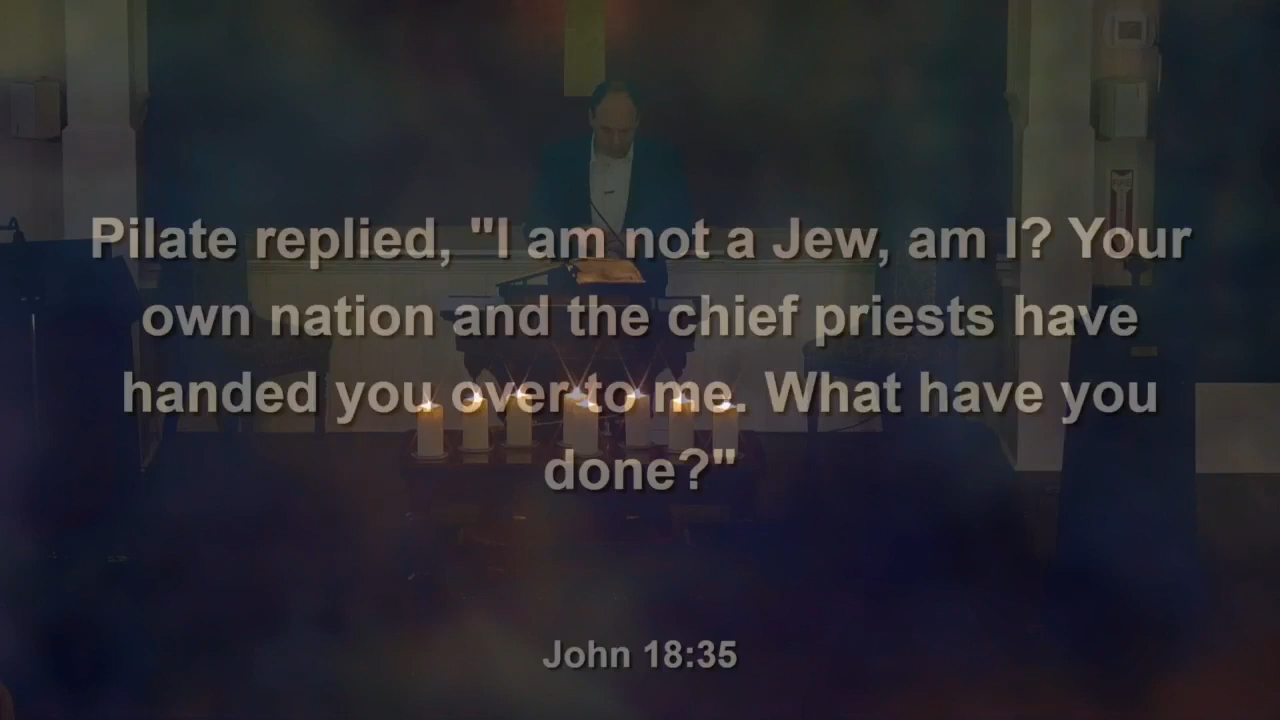 Pilate replied, "I am not a Jew, am I? Your
own nation and the chief priests have
handed you over to me. What have you
done?"
John 18:35